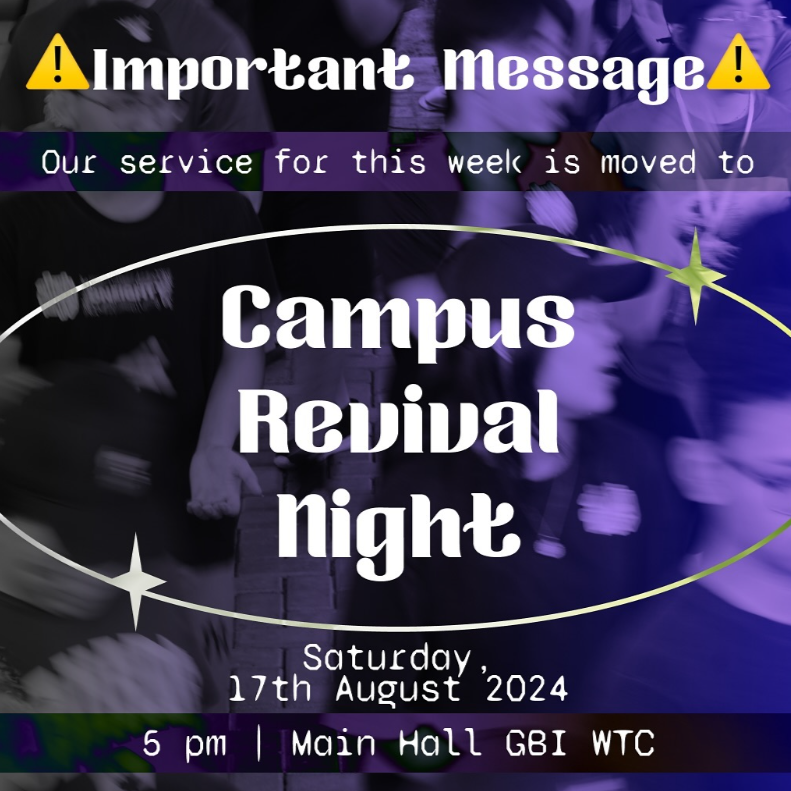 ⚠️Important Message⚠️
Our service for this week is moved to
Campus
Revival
Night
Saturday,
17th August 2024
5 pm | Main Hall GBI WTC